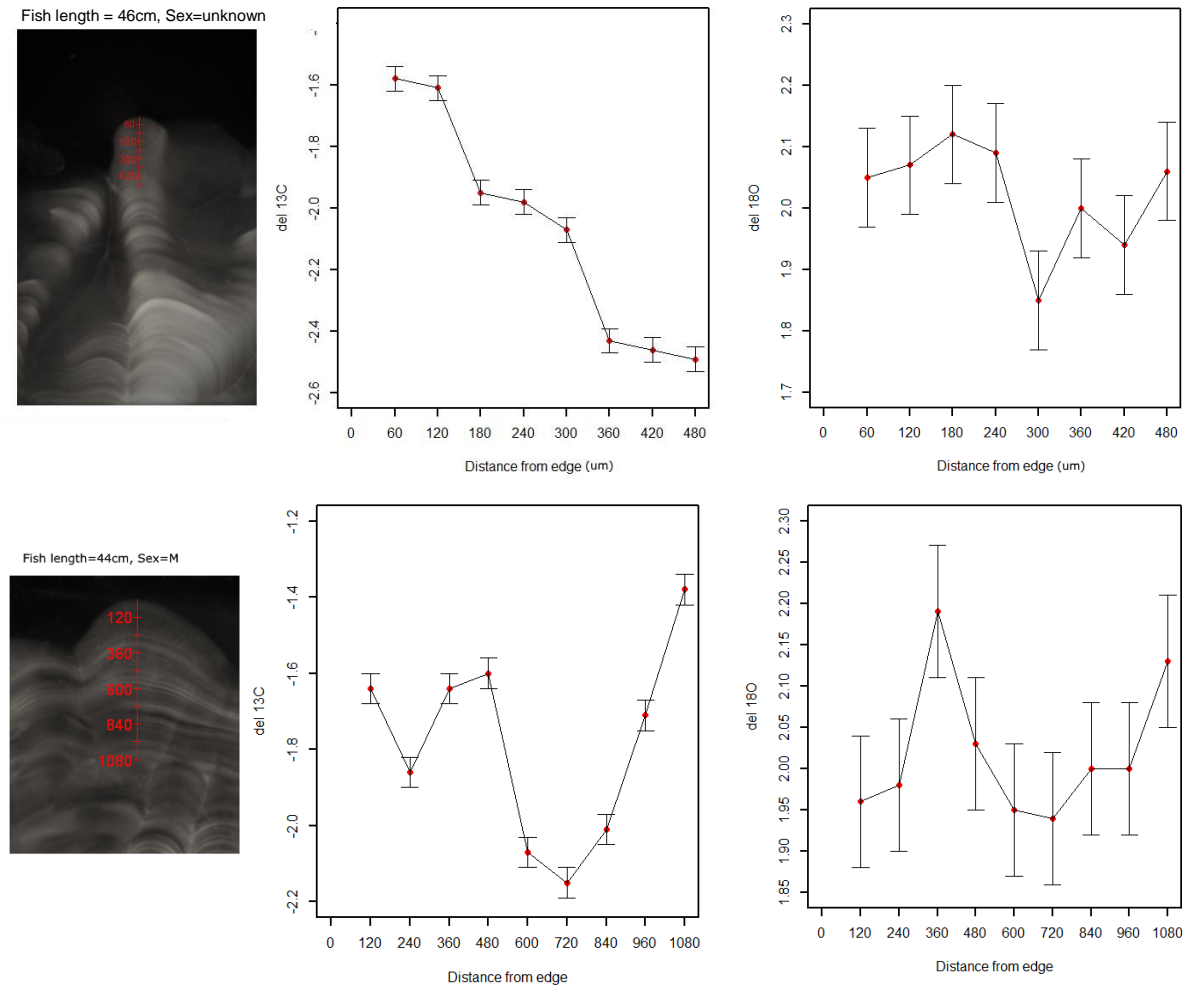 Fish length = 46cm, Sex=unknown
60
del 13C
-1.6
-1.8
-2.0
-2.2
-2.4
-2.6
0 60 120 180 240 300 360 420 480
Distance from edge (um)
del 18O
2.3
2.2
2.1
2.0
1.9
1.8
1.7
0 60 120 180 240 300 360 420 480
Distance from edge (um)
Fish length=44cm, Sex=M
120
360
600
840
1080
del 13C
-1.2
-1.4
-1.6
-1.8
-2.0
-2.2
0 120 240 360 480 600 720 840 960 1080
Distance from edge
del 18O
2.30
2.25
2.20
2.15
2.10
2.05
2.00
1.95
1.90
1.85
0 120 240 360 480 600 720 840 960 1080
Distance from edge